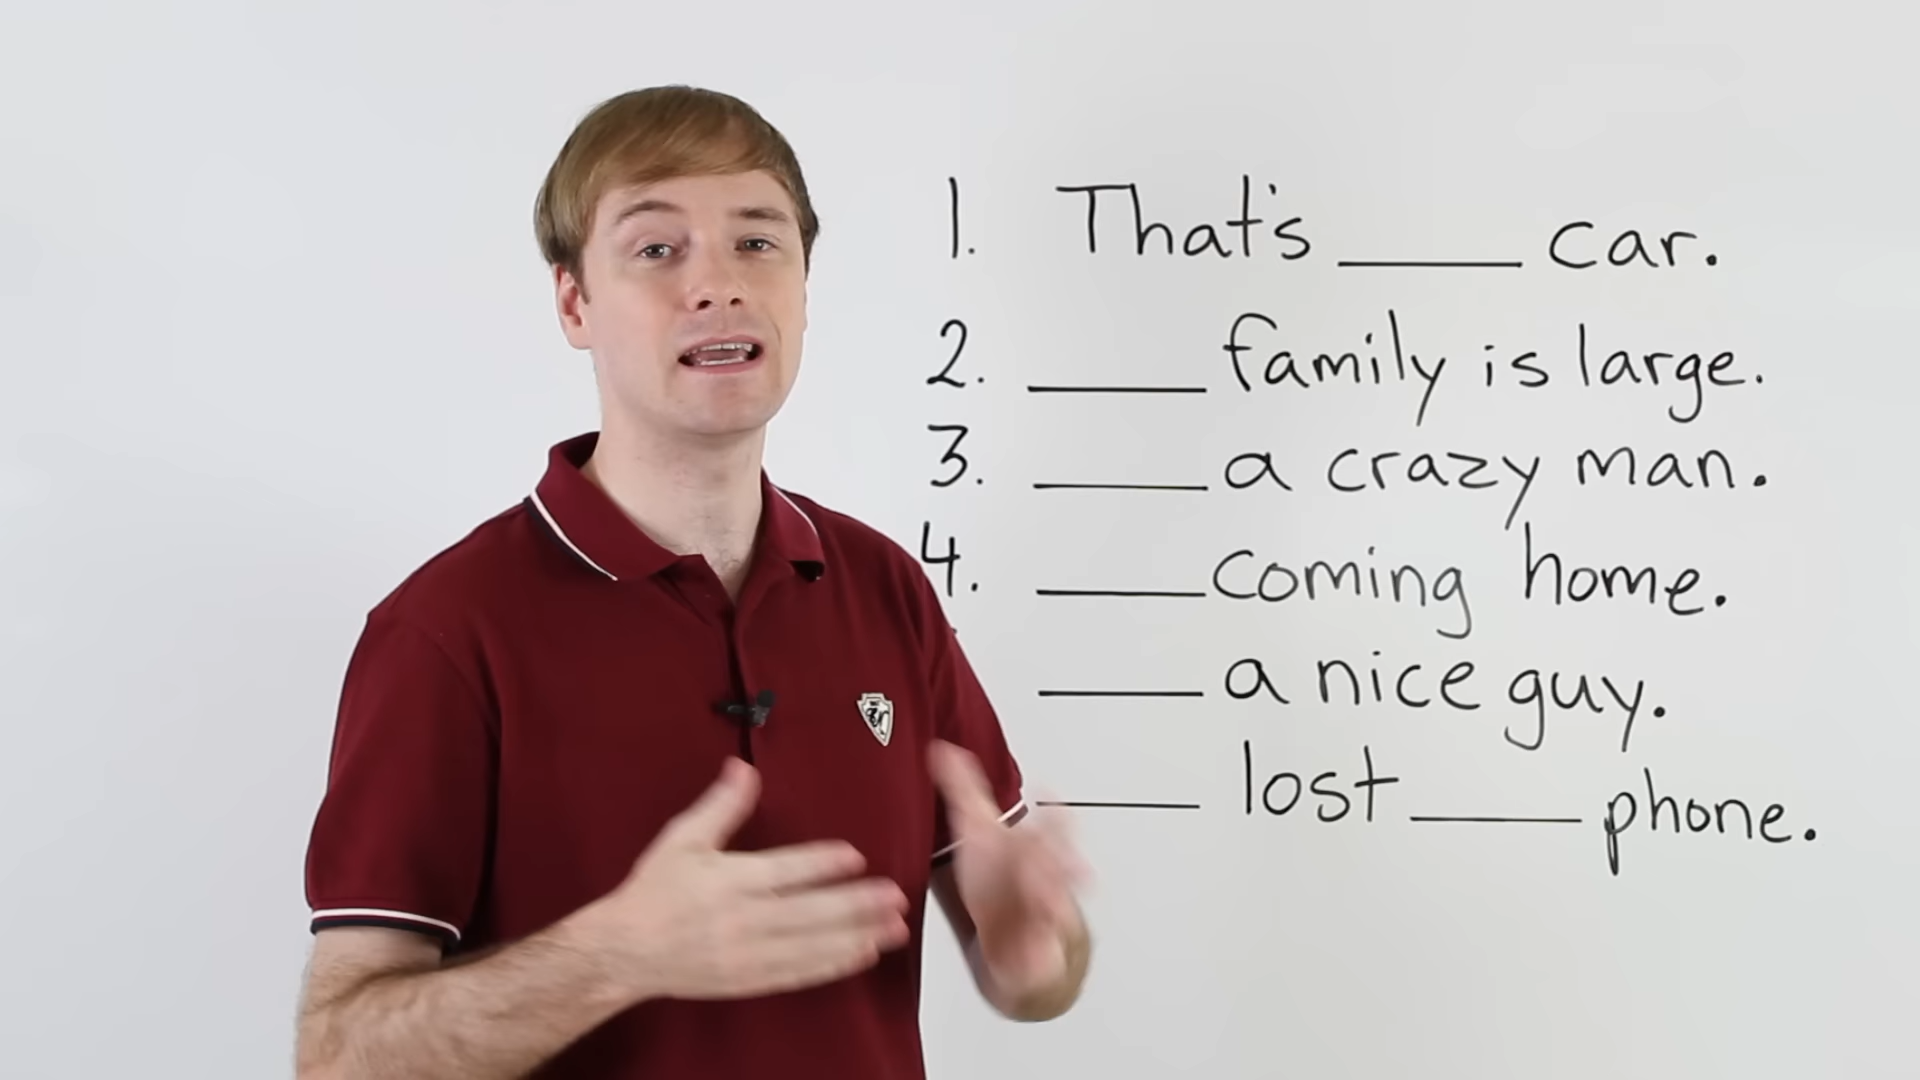 1. That's ____ car.
2. ____ family is large.
3. ____ a crazy man.
4. ____ coming home.
____ a nice guy.
____ lost ____ phone.